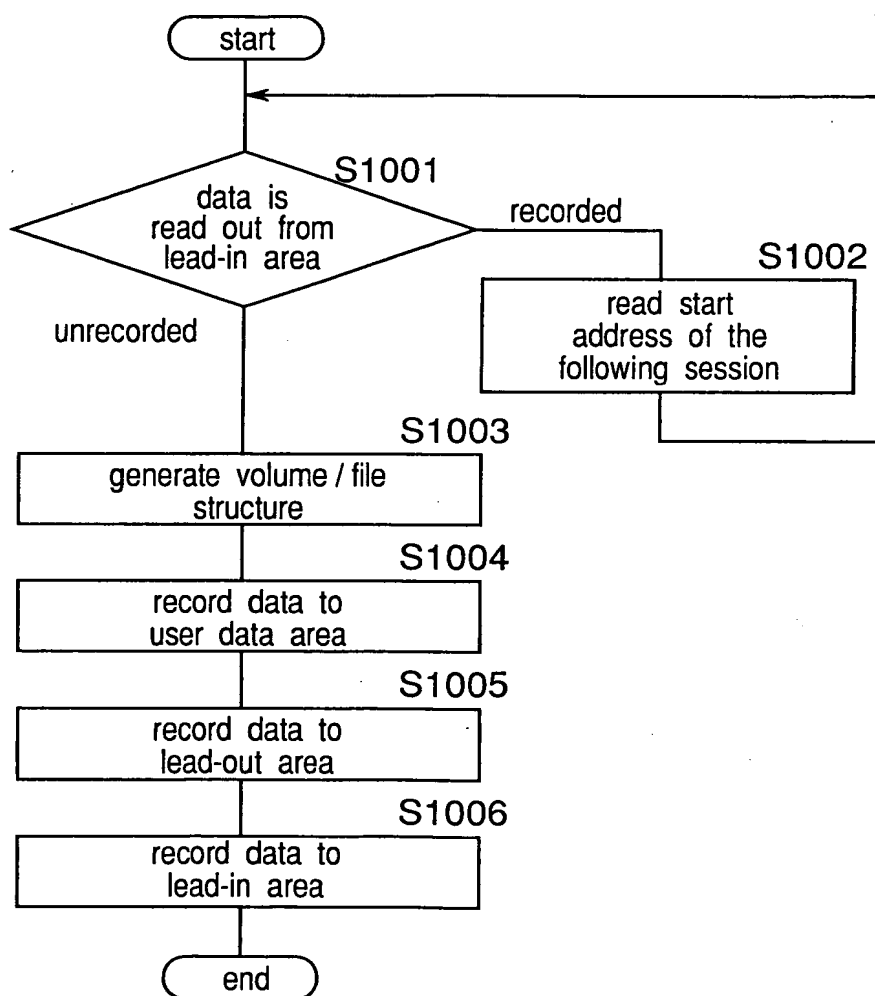 start
S1001
data is
read out from
lead-in area
recorded
S1002
read start
address of the
following session
unrecorded
S1003
generate volume / file
structure
S1004
record data to
user data area
S1005
record data to
lead-out area
S1006
record data to
lead-in area
end